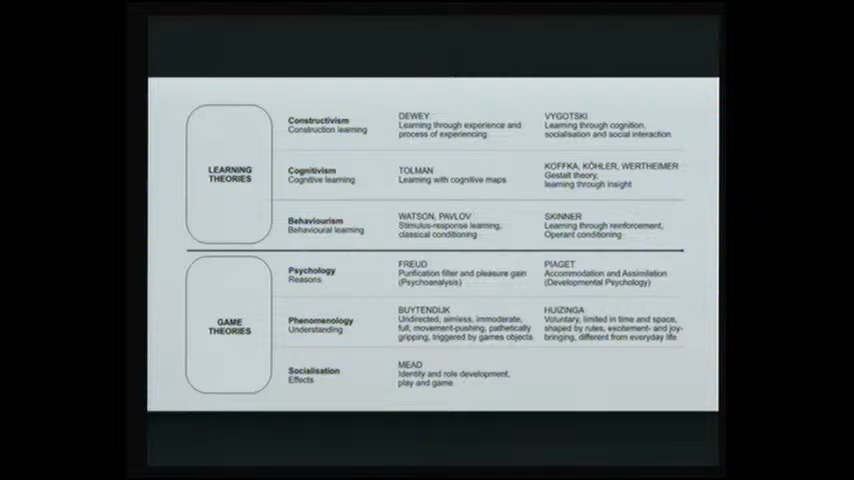 LEARNING
THEORIES
Constructivism
Construction learning
DEWEY
Learning through experience and
process of experiencing
VYGOTSKI
Learning through cognition,
socialisation and social interaction
Cognitivism
Cognitive learning
TOLMAN
Learning with cognitive maps
KOFFKA, KÖHLER, WERTHEIMER
Gestalt theory,
learning through insight
Behaviourism
Behavioural learning
WATSON, PAVLOV
Stimulus-response learning,
classical conditioning
SKINNER
Learning through reinforcement,
Operant conditioning
GAME
THEORIES
Psychology
Reasons
FREUD
Purification filter and pleasure gain
(Psychoanalysis)
PIAGET
Accommodation and Assimilation
(Developmental Psychology)
Phenomenology
Understanding
BUYTENDIJK
Undirected, aimless, immoderate,
full, movement-pushing, pathetically
gripping, triggered by games objects
HUIZINGA
Voluntary, limited in time and space,
shaped by rules, excitement- and joy-
bringing, different from everyday life
Socialisation
Effects
MEAD
Identity and role development,
play and game